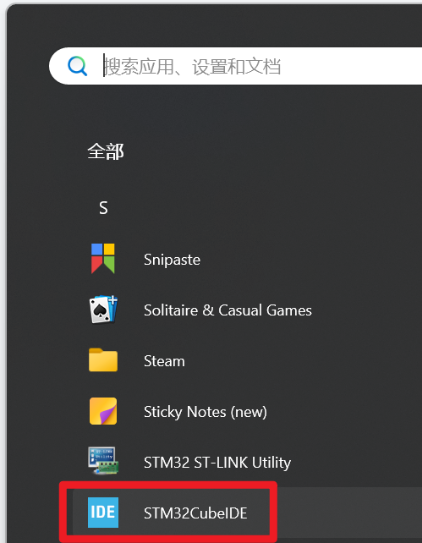 搜索应用、设置和文档
全部
S
Snipaste
Solitaire & Casual Games
Steam
Sticky Notes (new)
STM32 ST-LINK Utility
IDE STM32CubeIDE